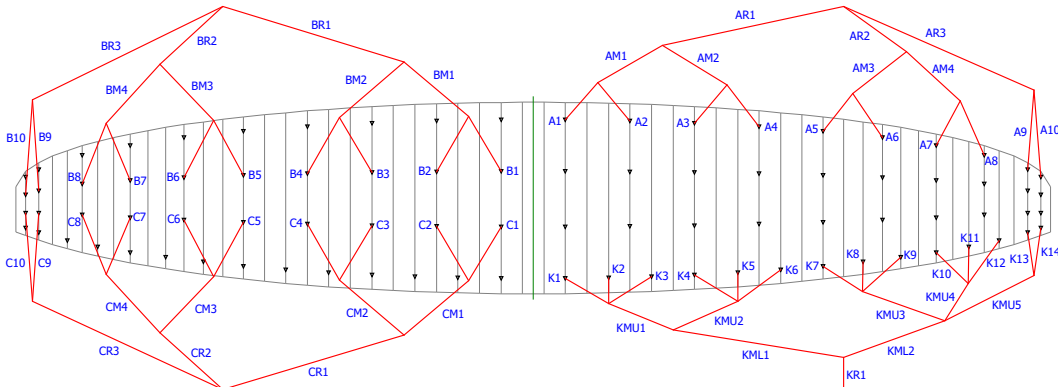 BR1
AR1
AR2
AR3
BR3
BR2
AM1
AM2
BM2
BM1
AM3
AM4
BM4
BM3
A1
A2
A3
A4
A5
A6
A7
A8
A9
A10
B10
B9
B8
B7
B6
B5
B4
B3
B2
B1
C8
C7
C6
C5
C4
C3
C2
C1
C10
C9
K1
K2
K3
K4
K5
K6
K7
K8
K9
K10
K11
K12
K13
K14
CM4
CM3
CM2
CM1
KMU1
KMU2
KMU3
KMU4
KMU5
CR3
CR2
CR1
KML1
KML2
KR1